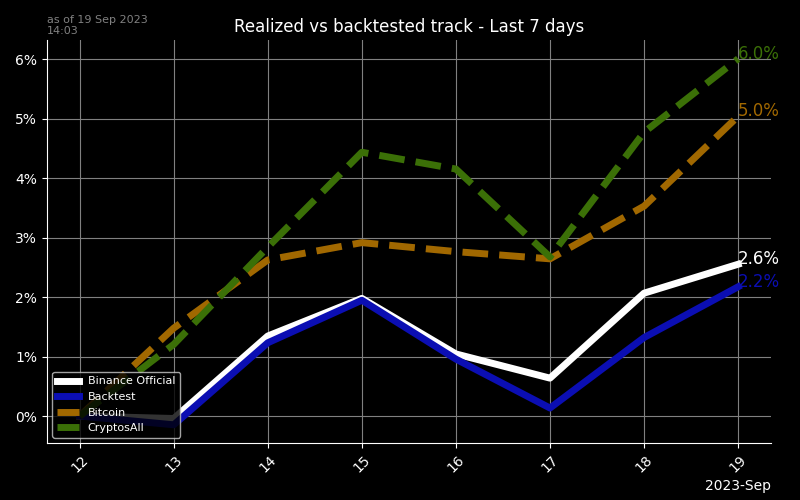 as of 19 Sep 2023
14:03
Realized vs backtested track - Last 7 days
6%
5%
4%
3%
2%
1%
0%
6.0%
5.0%
2.6%
2.2%
Binance Official
Backtest
Bitcoin
CryptosAll
12
13
14
15
16
17
18
19
2023-Sep